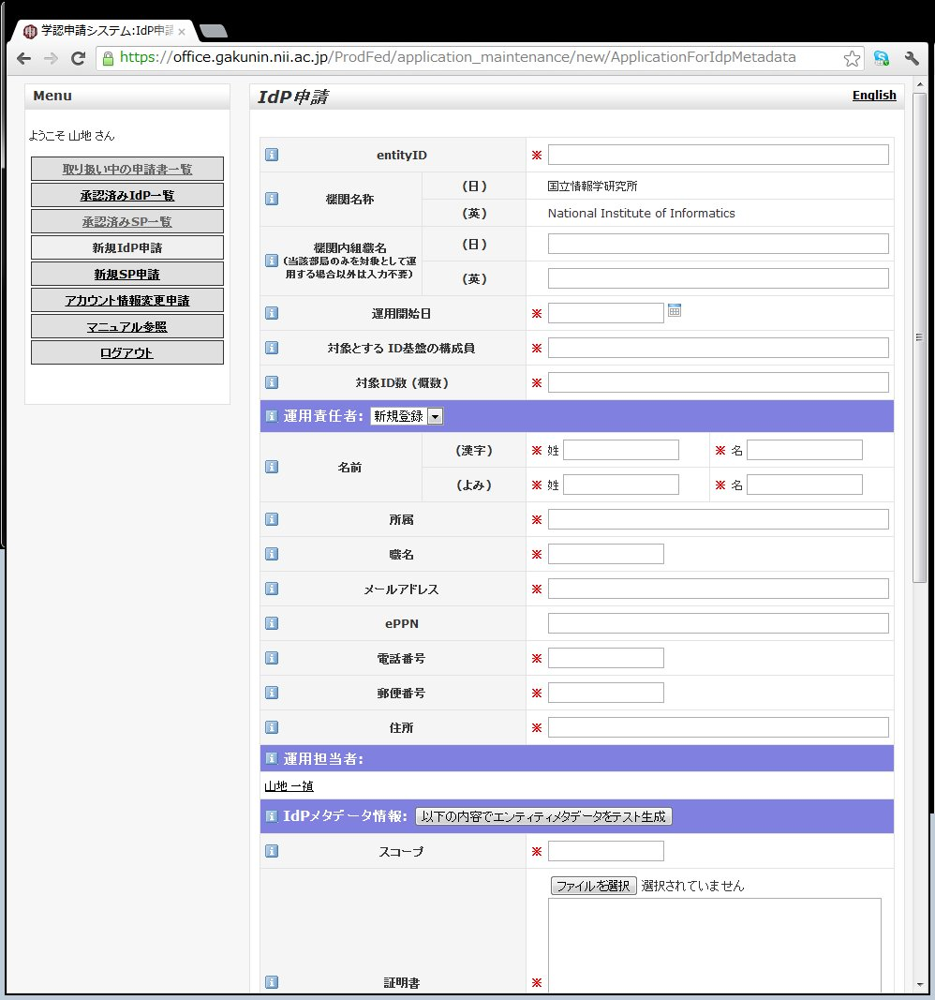 学認申請システム:IdP申請
https://office.gakunin.nii.ac.jp/ProdFed/application_maintenance/new/ApplicationForIdpMetadata
Menu
ようこそ 山地 さん
取り扱い中の申請書一覧
承認済みIdP一覧
承認済みSP一覧
新規IdP申請
新規SP申請
アカウント情報変更申請
マニュアル参照
ログアウト
IdP申請
English
entityID ※
機関名称
(日) 国立情報学研究所
(英) National Institute of Informatics
機関内組織名
(当該部局のみを対象として運
用する場合以外は入力不要)
(日)
(英)
運用開始日 ※
対象とする ID基盤の構成員 ※
対象ID数 (概数) ※
運用責任者: 新規登録
名前
(漢字) ※ 姓 ※ 名
(よみ) ※ 姓 ※ 名
所属 ※
職名 ※
メールアドレス ※
ePPN
電話番号 ※
郵便番号 ※
住所 ※
運用担当者:
山地 一禎
IdPメタデータ情報: 以下の内容でエンティティメタデータをテスト生成
スコープ ※
ファイルを選択 選択されていません
証明書 ※